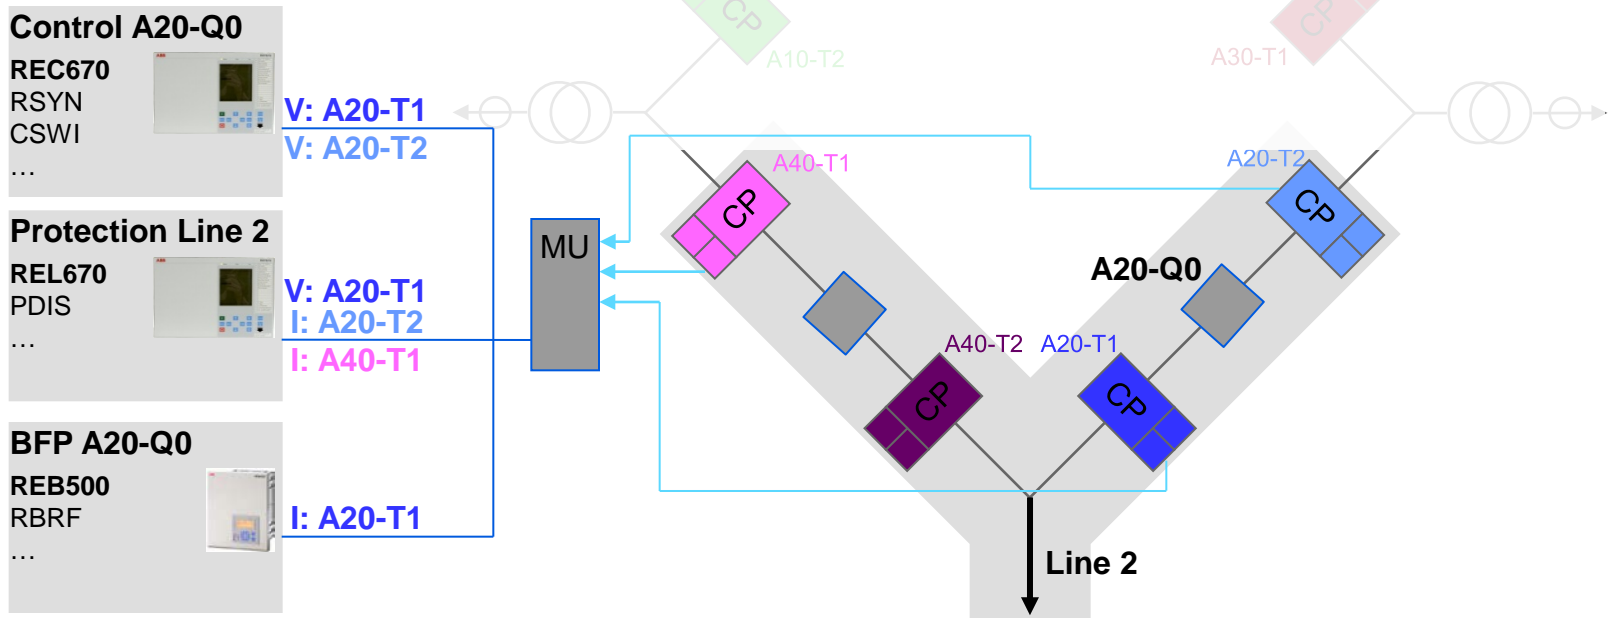 Control A20-Q0
REC670
RSYN
CSWI
…
V: A20-T1
V: A20-T2
Protection Line 2
REL670
PDIS
…
V: A20-T1
I: A20-T2
I: A40-T1
BFP A20-Q0
REB500
RBRF
…
I: A20-T1
MU
CP
A10-T2
CP
A30-T1
A40-T1
CP
A20-T2
CP
A20-Q0
A40-T2
CP
A20-T1
CP
Line 2